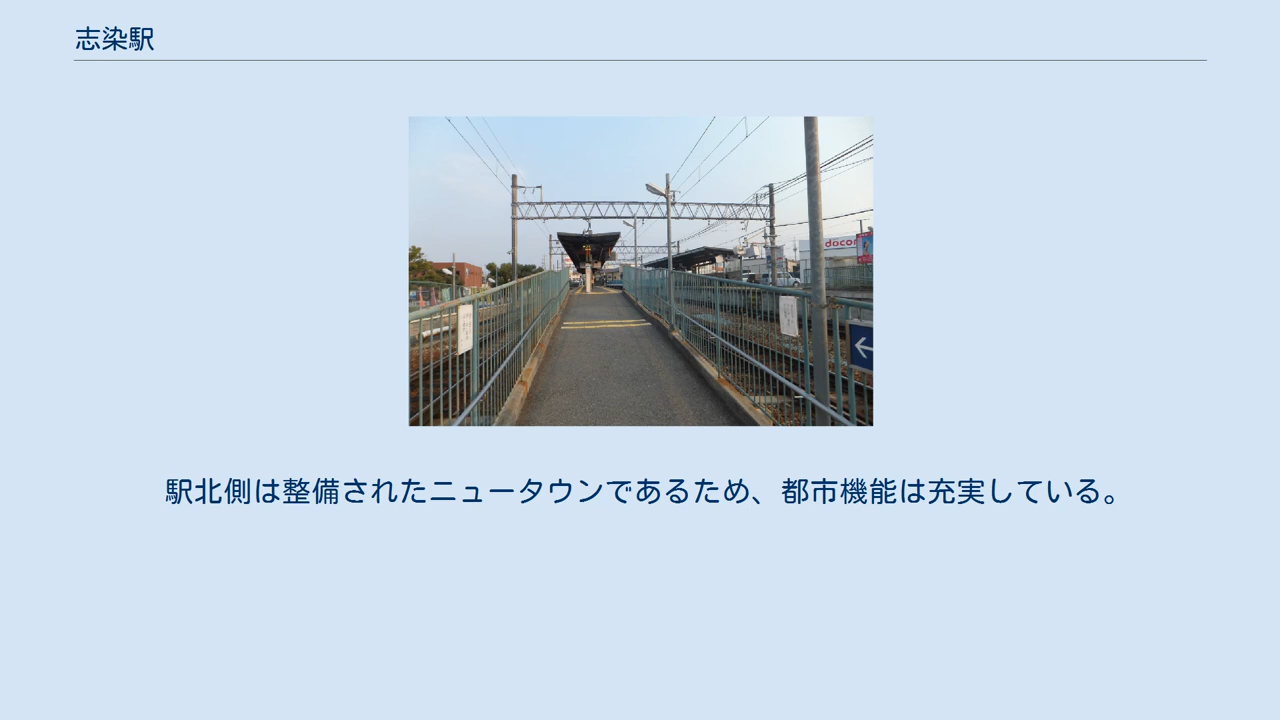 志染駅
docor
駅北側は整備されたニュータウンであるため、都市機能は充実している。